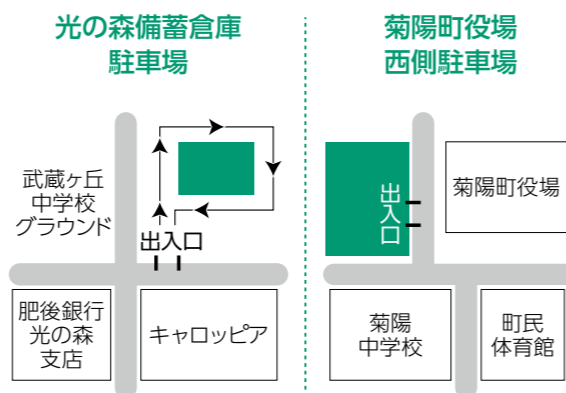 光の森備蓄倉庫
駐車場
武蔵ヶ丘
中学校
グラウンド
出入口
肥後銀行
光の森
支店
キャロッピア
菊陽町役場
西側駐車場
出入口
菊陽町役場
菊陽
中学校
町民
体育館